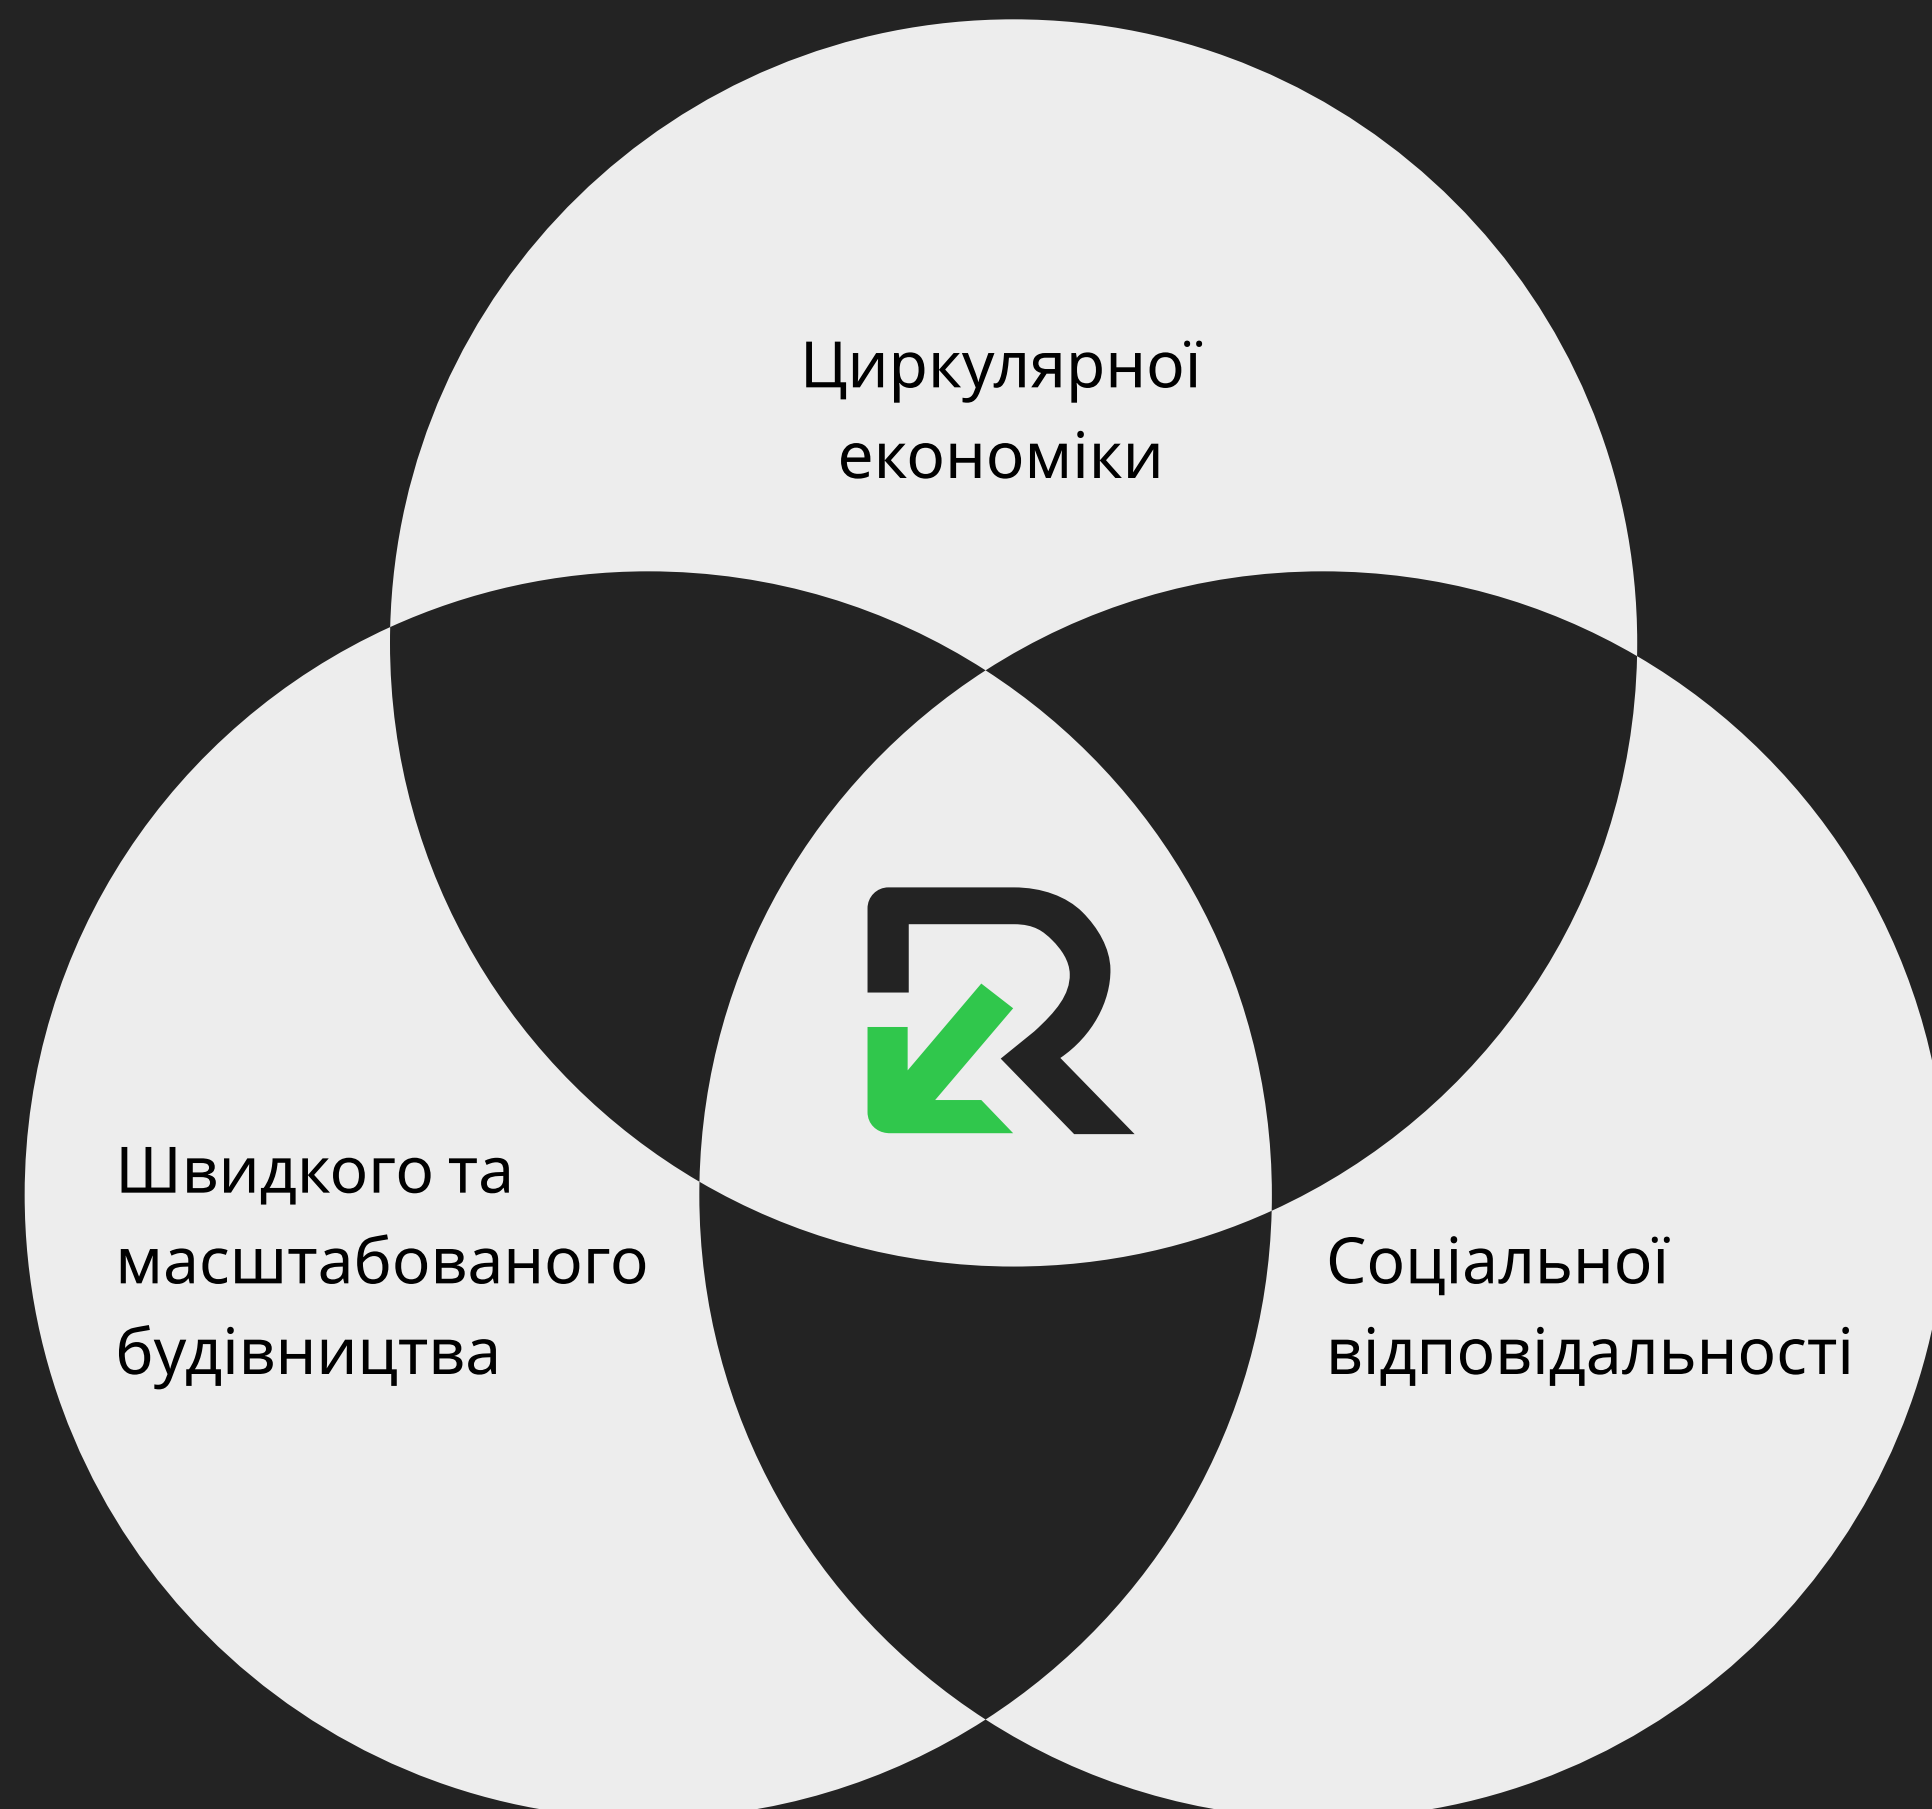 Циркулярної
економіки
Швидкого та
масштабованого
будівництва
Соціальної
відповідальності